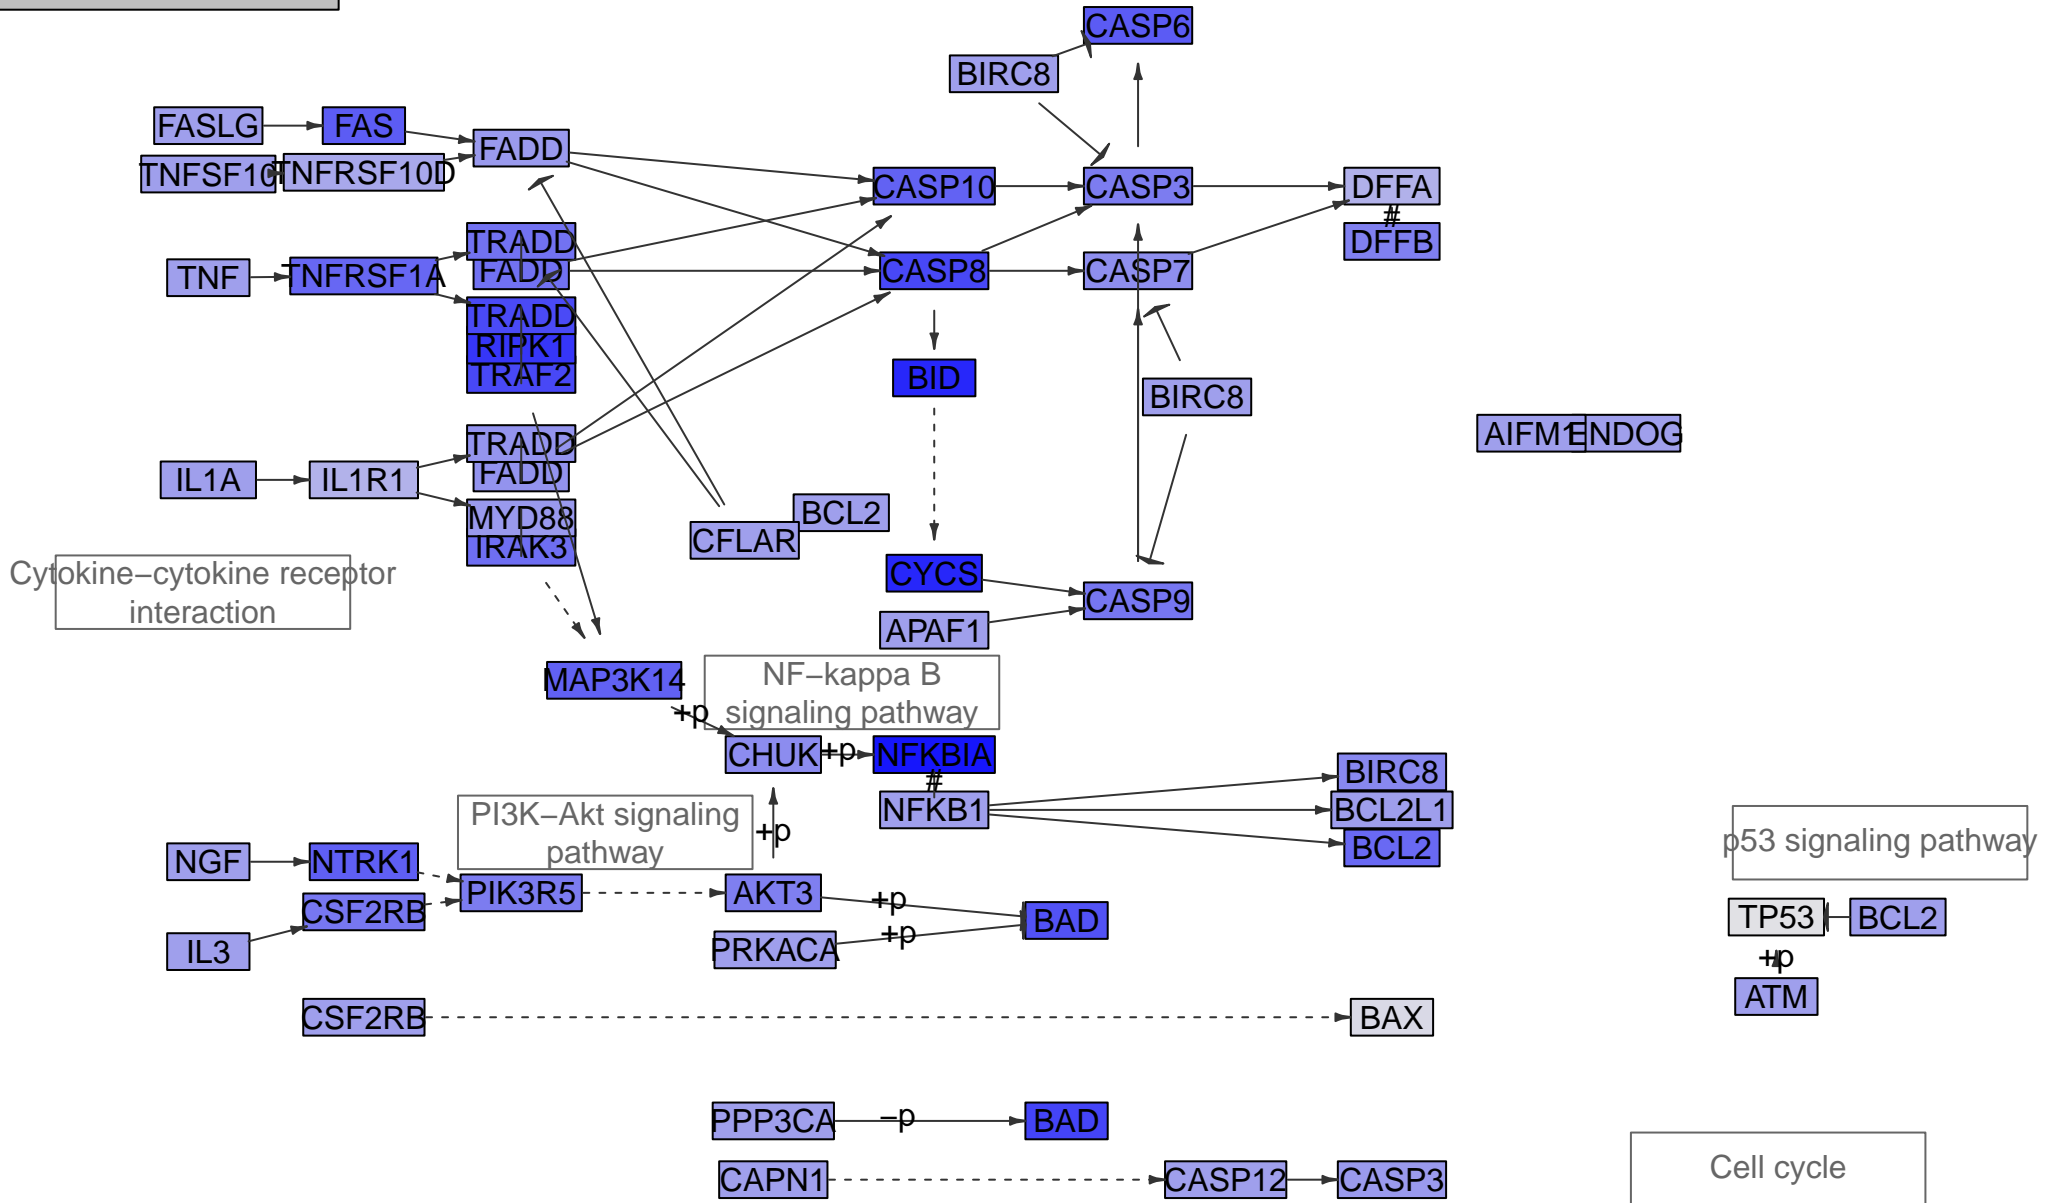 CASP6
BIRC8
FASLG
FAS
FADD
TNFSF10
TNFRSF10D
CASP10
CASP3
DFFA
#
DFFB
TRADD
FADD
TNF
TNFRSF1A
CASP8
CASP7
TRADD
RIPK1
TRAF2
BID
BIRC8
TRADD
FADD
AIFM1
ENDOG
IL1A
IL1R1
MYD88
IRAK3
BCL2
CFLAR
Cytokine−cytokine receptor
interaction
CYCS
CASP9
APAF1
MAP3K14
NF−kappa B
signaling pathway
+p
CHUK
+p
NFKBIA
#
NFKB1
BIRC8
BCL2L1
BCL2
PI3K−Akt signaling
pathway
+p
p53 signaling pathway
NGF
NTRK1
PIK3R5
AKT3
+p
CSF2RB
BAD
TP53
BCL2
IL3
PRKACA
+p
+p
ATM
CSF2RB
BAX
PPP3CA
−p
BAD
CAPN1
CASP12
CASP3
Cell cycle